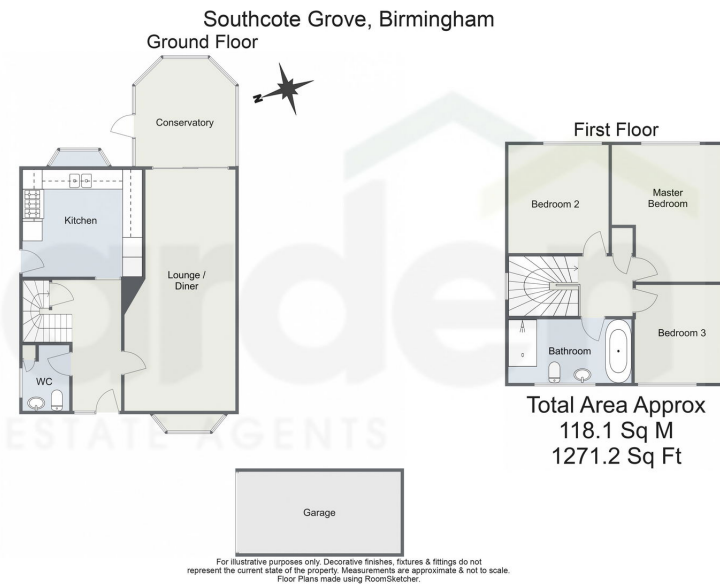 Southcote Grove, Birmingham
Ground Floor
N
Conservatory
Kitchen
Lounge /
Diner
WC
First Floor
Bedroom 2
Master
Bedroom
Bathroom
Bedroom 3
Total Area Approx
118.1 Sq M
1271.2 Sq Ft
arden
ESTATE AGENTS
Garage
For illustrative purposes only. Decorative finishes, fixtures & fittings do not
represent the current state of the property. Measurements are approximate & not to scale.
Floor Plans made using RoomSketcher.